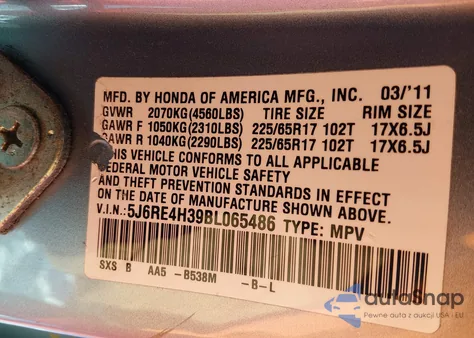 MFD. BY HONDA OF AMERICA MFG., INC. 03/'11
GVWR 2070KG(4560LBS) TIRE SIZE RIM SIZE
GAWR F 1050KG(2310LBS) 225/65R17 102T 17X6.5J
GAWR R 1040KG(2290LBS) 225/65R17 102T 17X6.5J
THIS VEHICLE CONFORMS TO ALL APPLICABLE
FEDERAL MOTOR VEHICLE SAFETY
AND THEFT PREVENTION STANDARDS IN EFFECT
ON THE DATE OF MANUFACTURE SHOWN ABOVE.
V.I.N.: 5J6RE4H39BL065486 TYPE: MPV
SXS B AA5 -B538M -B-L
autaSnap
Pewne auta z aukcji USA i EU